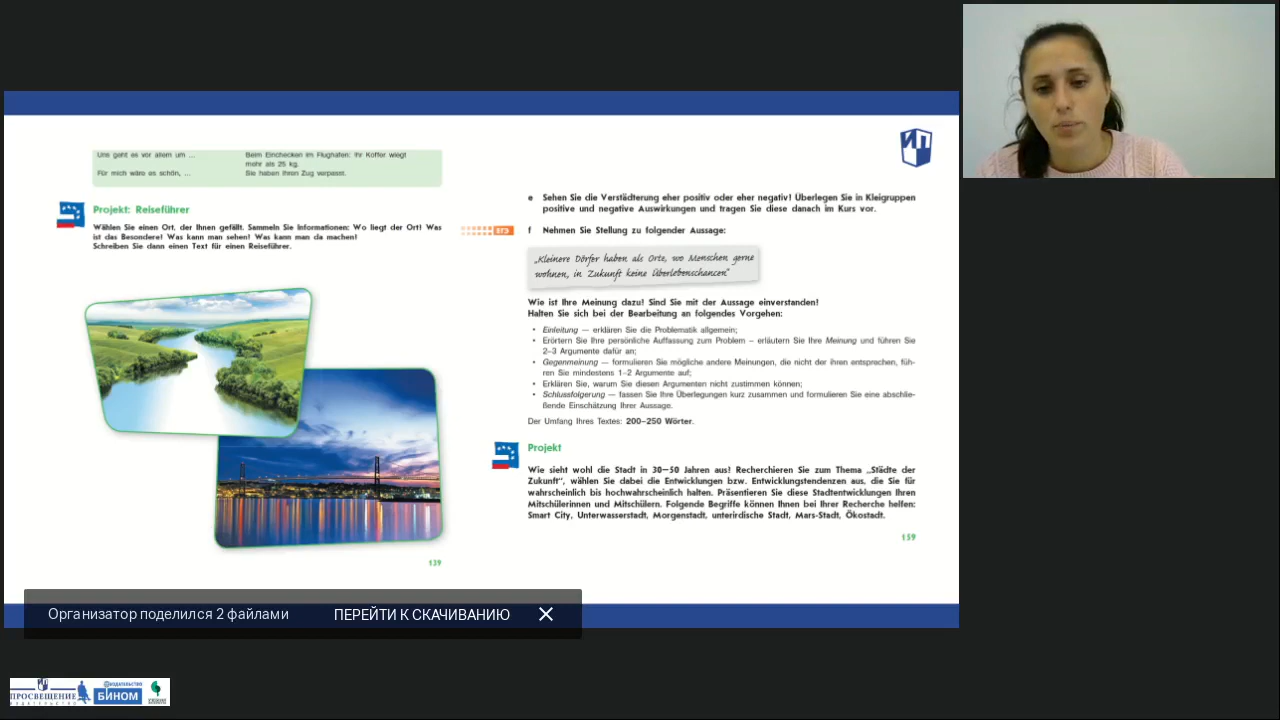 Uns geht es vor allem um ...
Beim Einchecken im Flughafen: Ihr Koffer wiegt
mehr als 25 kg.
Für mich wäre es schön, ...
Sie haben Ihren Zug verpasst.
Projekt: Reiseführer
Wählen Sie einen Ort, der Ihnen gefällt. Sammeln Sie Informationen: Wo liegt der Ort? Was
ist das Besondere? Was kann man sehen? Was kann man da machen?
Schreiben Sie dann einen Text für einen Reiseführer.
139
e Sehen Sie die Verstädterung eher positiv oder eher negativ? Überlegen Sie in Kleigruppen
positive und negative Auswirkungen und tragen Sie diese danach im Kurs vor.
ЕГЭ
f Nehmen Sie Stellung zu folgender Aussage:
„Kleinere Dörfer haben als Orte, wo Menschen gerne
wohnen, in Zukunft keine Überlebenschancen“
Wie ist Ihre Meinung dazu? Sind Sie mit der Aussage einverstanden?
Halten Sie sich bei der Bearbeitung an folgendes Vorgehen:
• Einleitung — erklären Sie die Problematik allgemein;
• Erörtern Sie Ihre persönliche Auffassung zum Problem – erläutern Sie Ihre Meinung und führen Sie
2–3 Argumente dafür an;
• Gegenmeinung — formulieren Sie mögliche andere Meinungen, die nicht der ihren entsprechen, füh-
ren Sie mindestens 1–2 Argumente auf;
• Erklären Sie, warum Sie diesen Argumenten nicht zustimmen können;
• Schlussfolgerung — fassen Sie Ihre Überlegungen kurz zusammen und formulieren Sie eine abschlie-
ßende Einschätzung Ihrer Aussage.
Der Umfang Ihres Textes: 200–250 Wörter.
Projekt
Wie sieht wohl die Stadt in 30—50 Jahren aus? Recherchieren Sie zum Thema „Städte der
Zukunft“, wählen Sie dabei die Entwicklungen bzw. Entwicklungstendenzen aus, die Sie für
wahrscheinlich bis hochwahrscheinlich halten. Präsentieren Sie diese Stadtentwicklungen Ihren
Mitschülerinnen und Mitschülern. Folgende Begriffe können Ihnen bei Ihrer Recherche helfen:
Smart City, Unterwasserstadt, Morgenstadt, unterirdische Stadt, Mars-Stadt, Ökostadt.
159
Организатор поделился 2 файлами
ПЕРЕЙТИ К СКАЧИВАНИЮ
ПРОСВЕЩЕНИЕ
ИЗДАТЕЛЬСТВО
ИЗДАТЕЛЬСТВО
БИНОМ